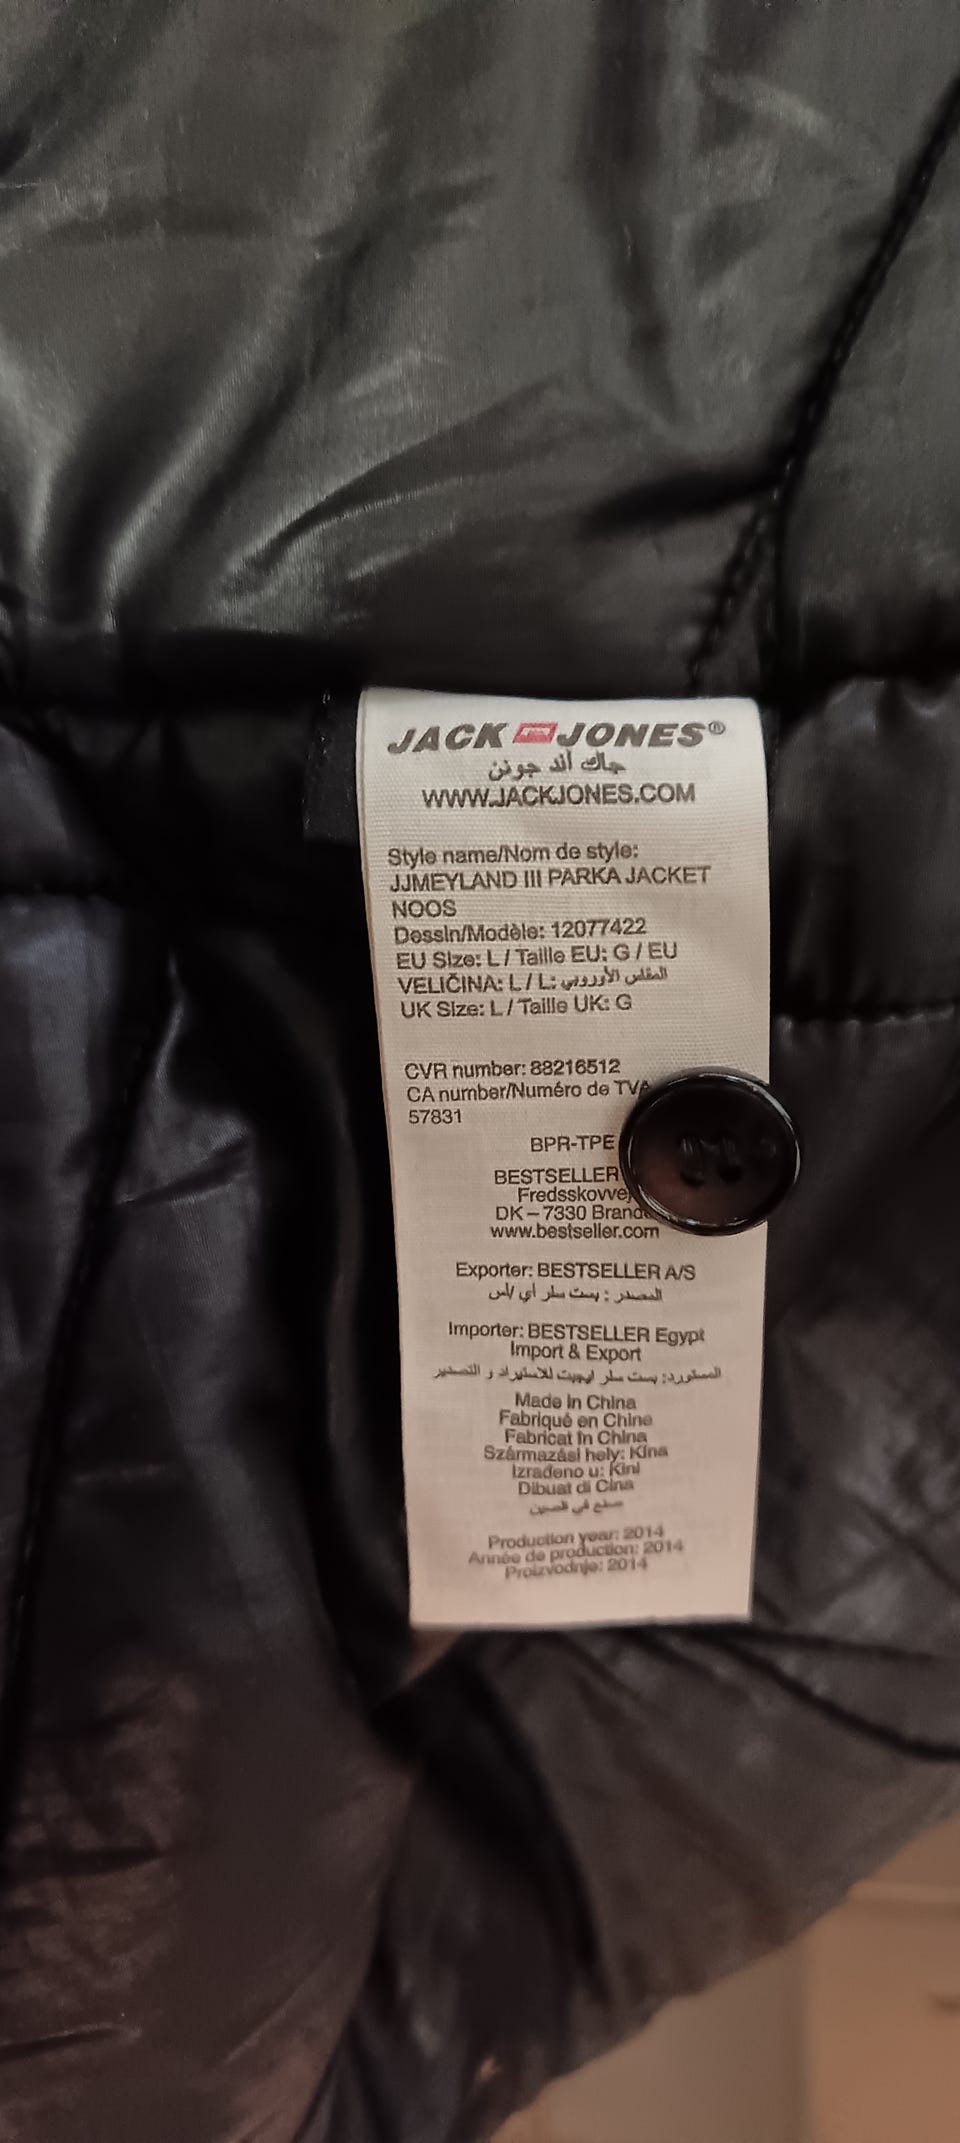 JACK JONES®
جاك أند جونز
WWW.JACKJONES.COM
Style name/Nom de style:
JJMEYLAND III PARKA JACKET
NOOS
Dessin/Modèle: 12077422
EU Size: L / Taille EU: G / EU
VELIČINA: L / L: المقاس الأوروبي
UK Size: L / Taille UK: G
CVR number: 88216512
CA number/Numéro de TVA
57831
BPR-TPE
BESTSELLER
Fredsskovvej
DK – 7330 Brande
www.bestseller.com
Exporter: BESTSELLER A/S
المصدر : بست سلر أي /أس
Importer: BESTSELLER Egypt
Import & Export
المستورد: بست سلر ايجبت للاستيراد و التصدير
Made in China
Fabriqué en Chine
Fabricat în China
Származási hely: Kína
Izrađeno u: Kini
Dibuat di Cina
صنع في الصين
Production year: 2014
Année de production: 2014
Proizvodnje: 2014